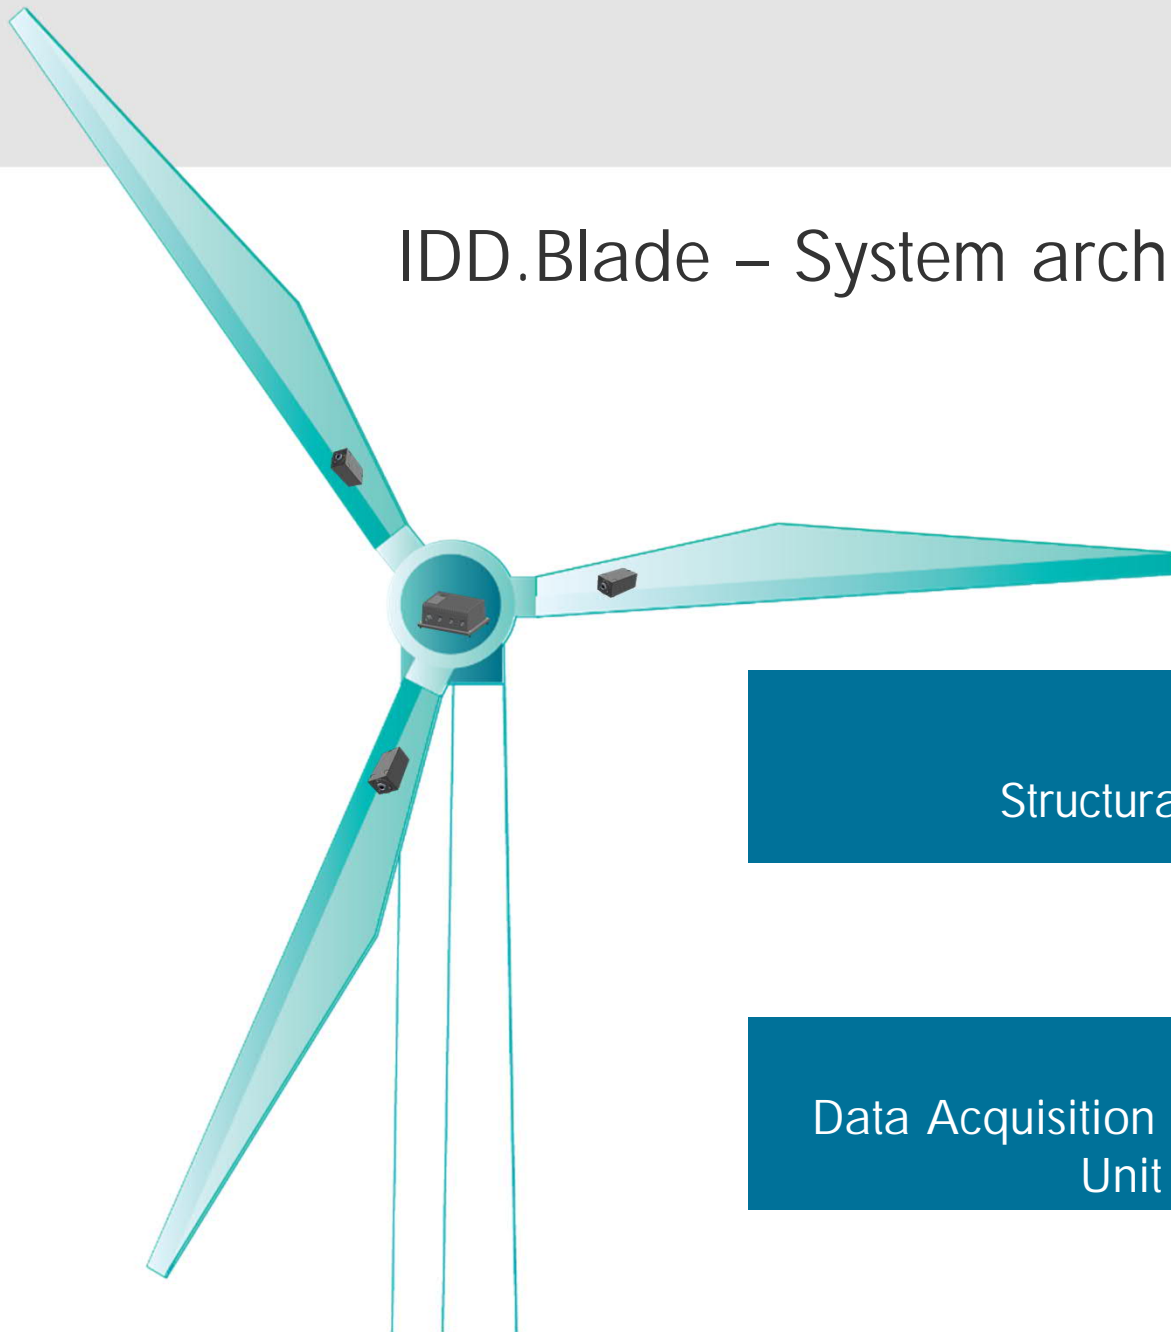 IDD.Blade – System arch
Structura
Data Acquisition
Unit